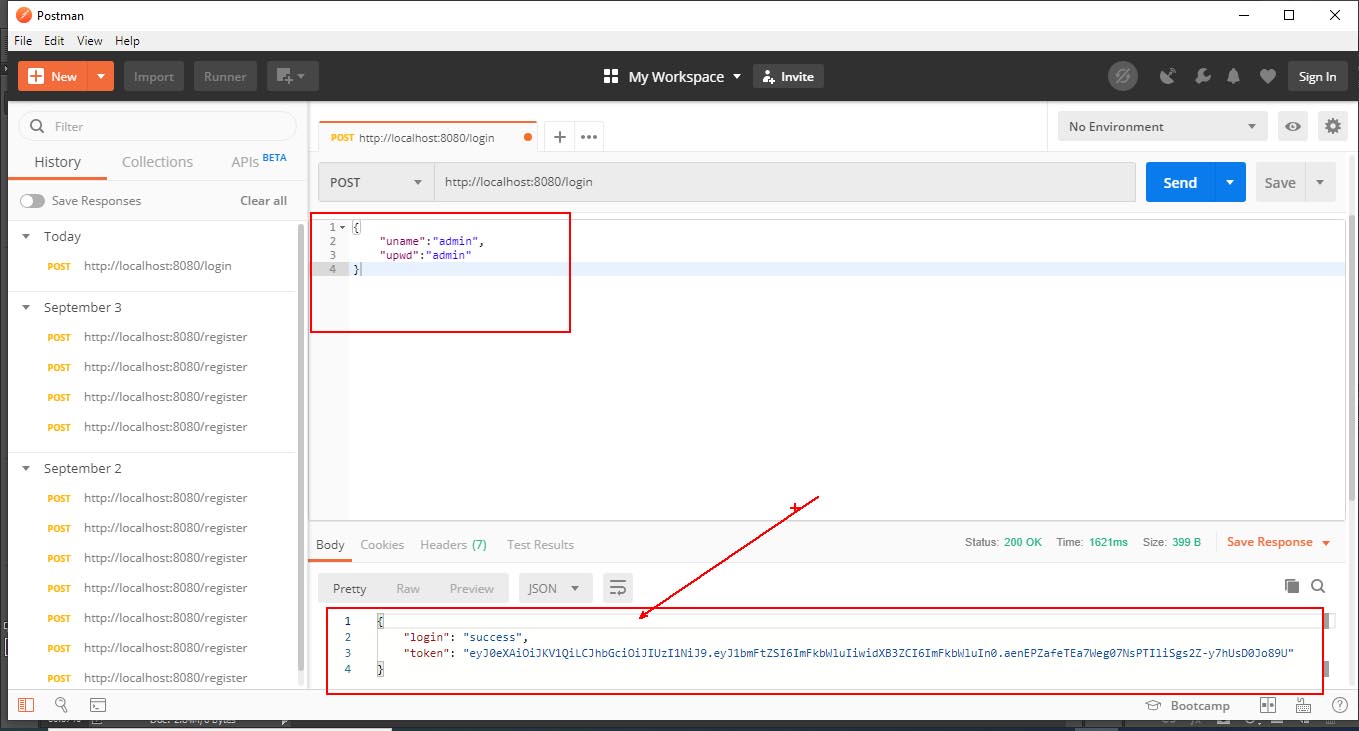 Postman
File Edit View Help
New Import Runner My Workspace Invite Sign In
Filter
History Collections APIs BETA
Save Responses Clear all
Today
POST http://localhost:8080/login
September 3
POST http://localhost:8080/register
POST http://localhost:8080/register
POST http://localhost:8080/register
POST http://localhost:8080/register
September 2
POST http://localhost:8080/register
POST http://localhost:8080/register
POST http://localhost:8080/register
POST http://localhost:8080/register
POST http://localhost:8080/register
POST http://localhost:8080/register
POST http://localhost:8080/register
POST http://localhost:8080/login
No Environment
POST http://localhost:8080/login Send Save
1 {
2 "uname":"admin",
3 "upwd":"admin"
4 }
Body Cookies Headers (7) Test Results Status: 200 OK Time: 1621ms Size: 399 B Save Response
Pretty Raw Preview JSON
1 {
2 "login": "success",
3 "token": "eyJ0eXAiOiJKV1QiLCJhbGciOiJIUzI1NiJ9.eyJ1bmFtZSI6ImFkbWluIiwidXB3ZCI6ImFkbWluIn0.aenEPZafeTEa7Weg07NsPTIliSgs2Z-y7hUsD0Jo89U"
4 }
Bootcamp